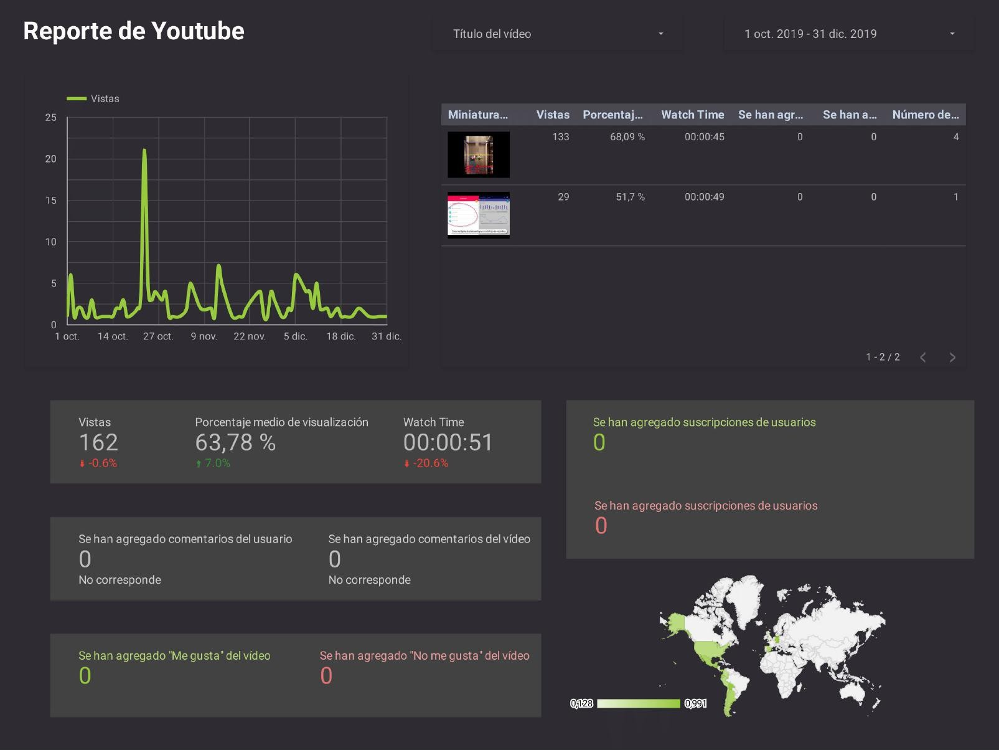 Reporte de Youtube
Título del vídeo
1 oct. 2019 - 31 dic. 2019
Vistas
25
20
15
10
5
0
1 oct. 14 oct. 27 oct. 9 nov. 22 nov. 5 dic. 18 dic. 31 dic.
Miniatura... Vistas Porcentaj... Watch Time Se han agr... Se han a... Número de...
133 68,09 % 00:00:45 0 0 4
29 51,7 % 00:00:49 0 0 1
1 - 2 / 2
Vistas Porcentaje medio de visualización Watch Time
162 63,78 % 00:00:51
-0.6% 7.0% -20.6%
Se han agregado suscripciones de usuarios
0
Se han agregado suscripciones de usuarios
0
Se han agregado comentarios del usuario Se han agregado comentarios del vídeo
0 0
No corresponde No corresponde
Se han agregado "Me gusta" del vídeo Se han agregado "No me gusta" del vídeo
0 0
0,128 0,991